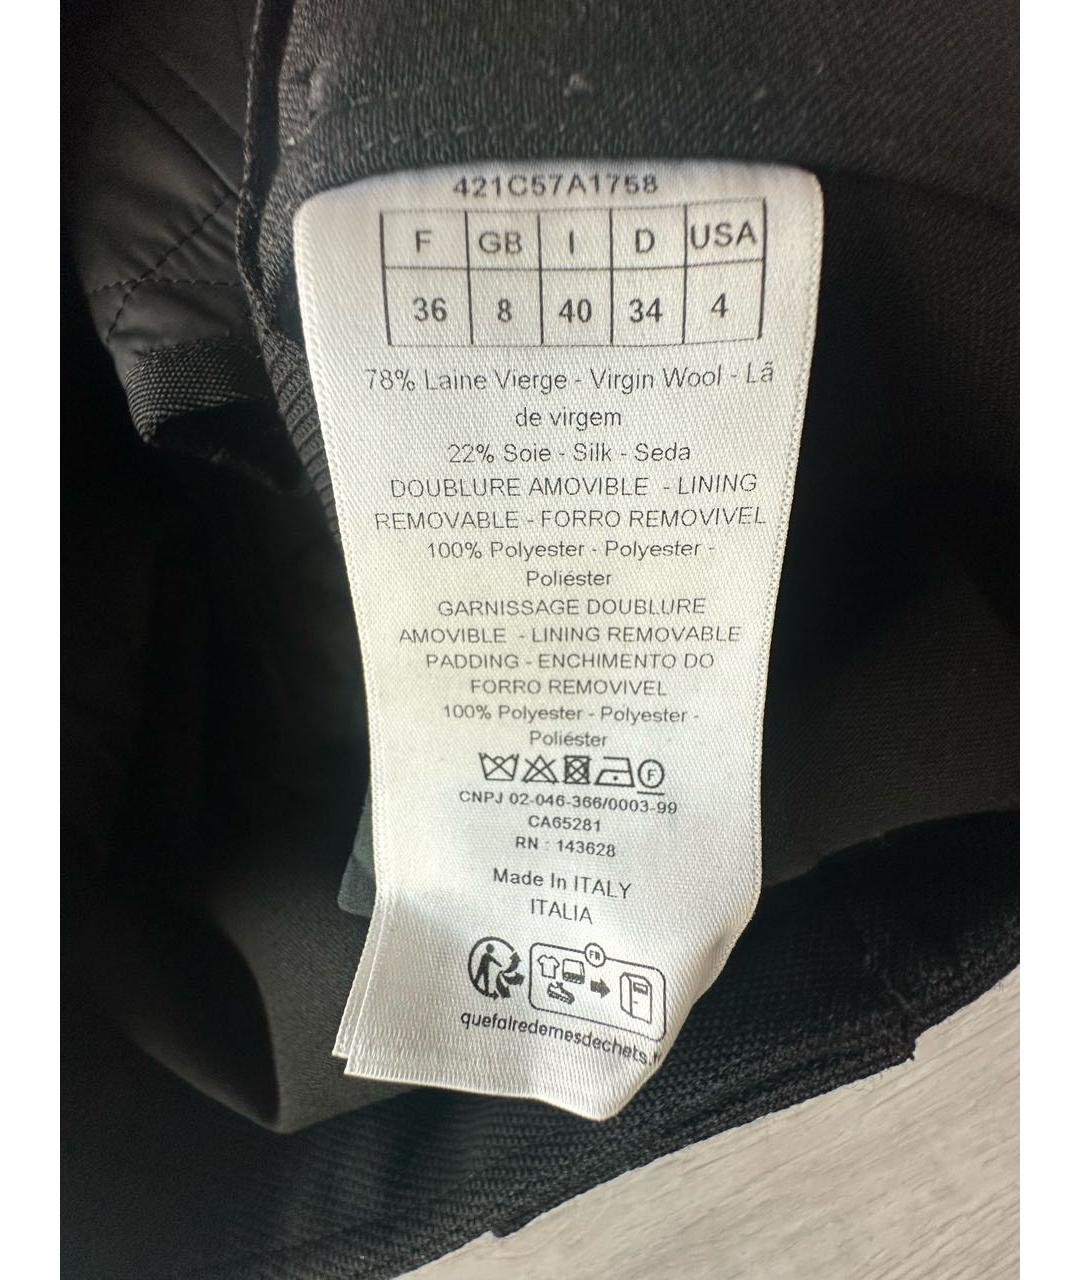 421C57A1758
F GB I D USA
36 8 40 34 4
78% Laine Vierge - Virgin Wool - Lã
de virgem
22% Soie - Silk - Seda
DOUBLURE AMOVIBLE - LINING
REMOVABLE - FORRO REMOVIVEL
100% Polyester - Polyester -
Poliéster
GARNISSAGE DOUBLURE
AMOVIBLE - LINING REMOVABLE
PADDING - ENCHIMENTO DO
FORRO REMOVIVEL
100% Polyester - Polyester -
Poliéster
F
CNPJ 02-046-366/0003-99
CA65281
RN : 143628
Made In ITALY
ITALIA
FR
quefairedemesdechets.